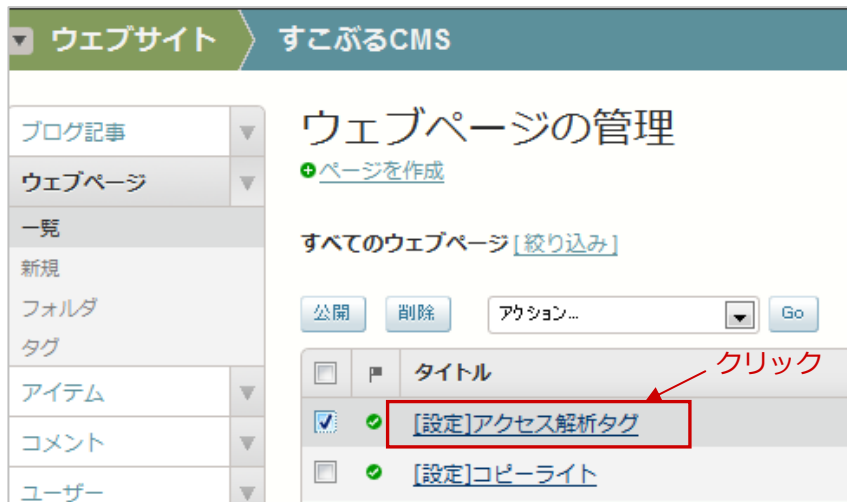 ウェブサイト すこぶるCMS
ブログ記事
ウェブページ
一覧
新規
フォルダ
タグ
アイテム
コメント
ユーザー
ウェブページの管理
ページを作成
すべてのウェブページ [絞り込み]
公開 削除 アクション... Go
タイトル
クリック
[設定]アクセス解析タグ
[設定]コピーライト